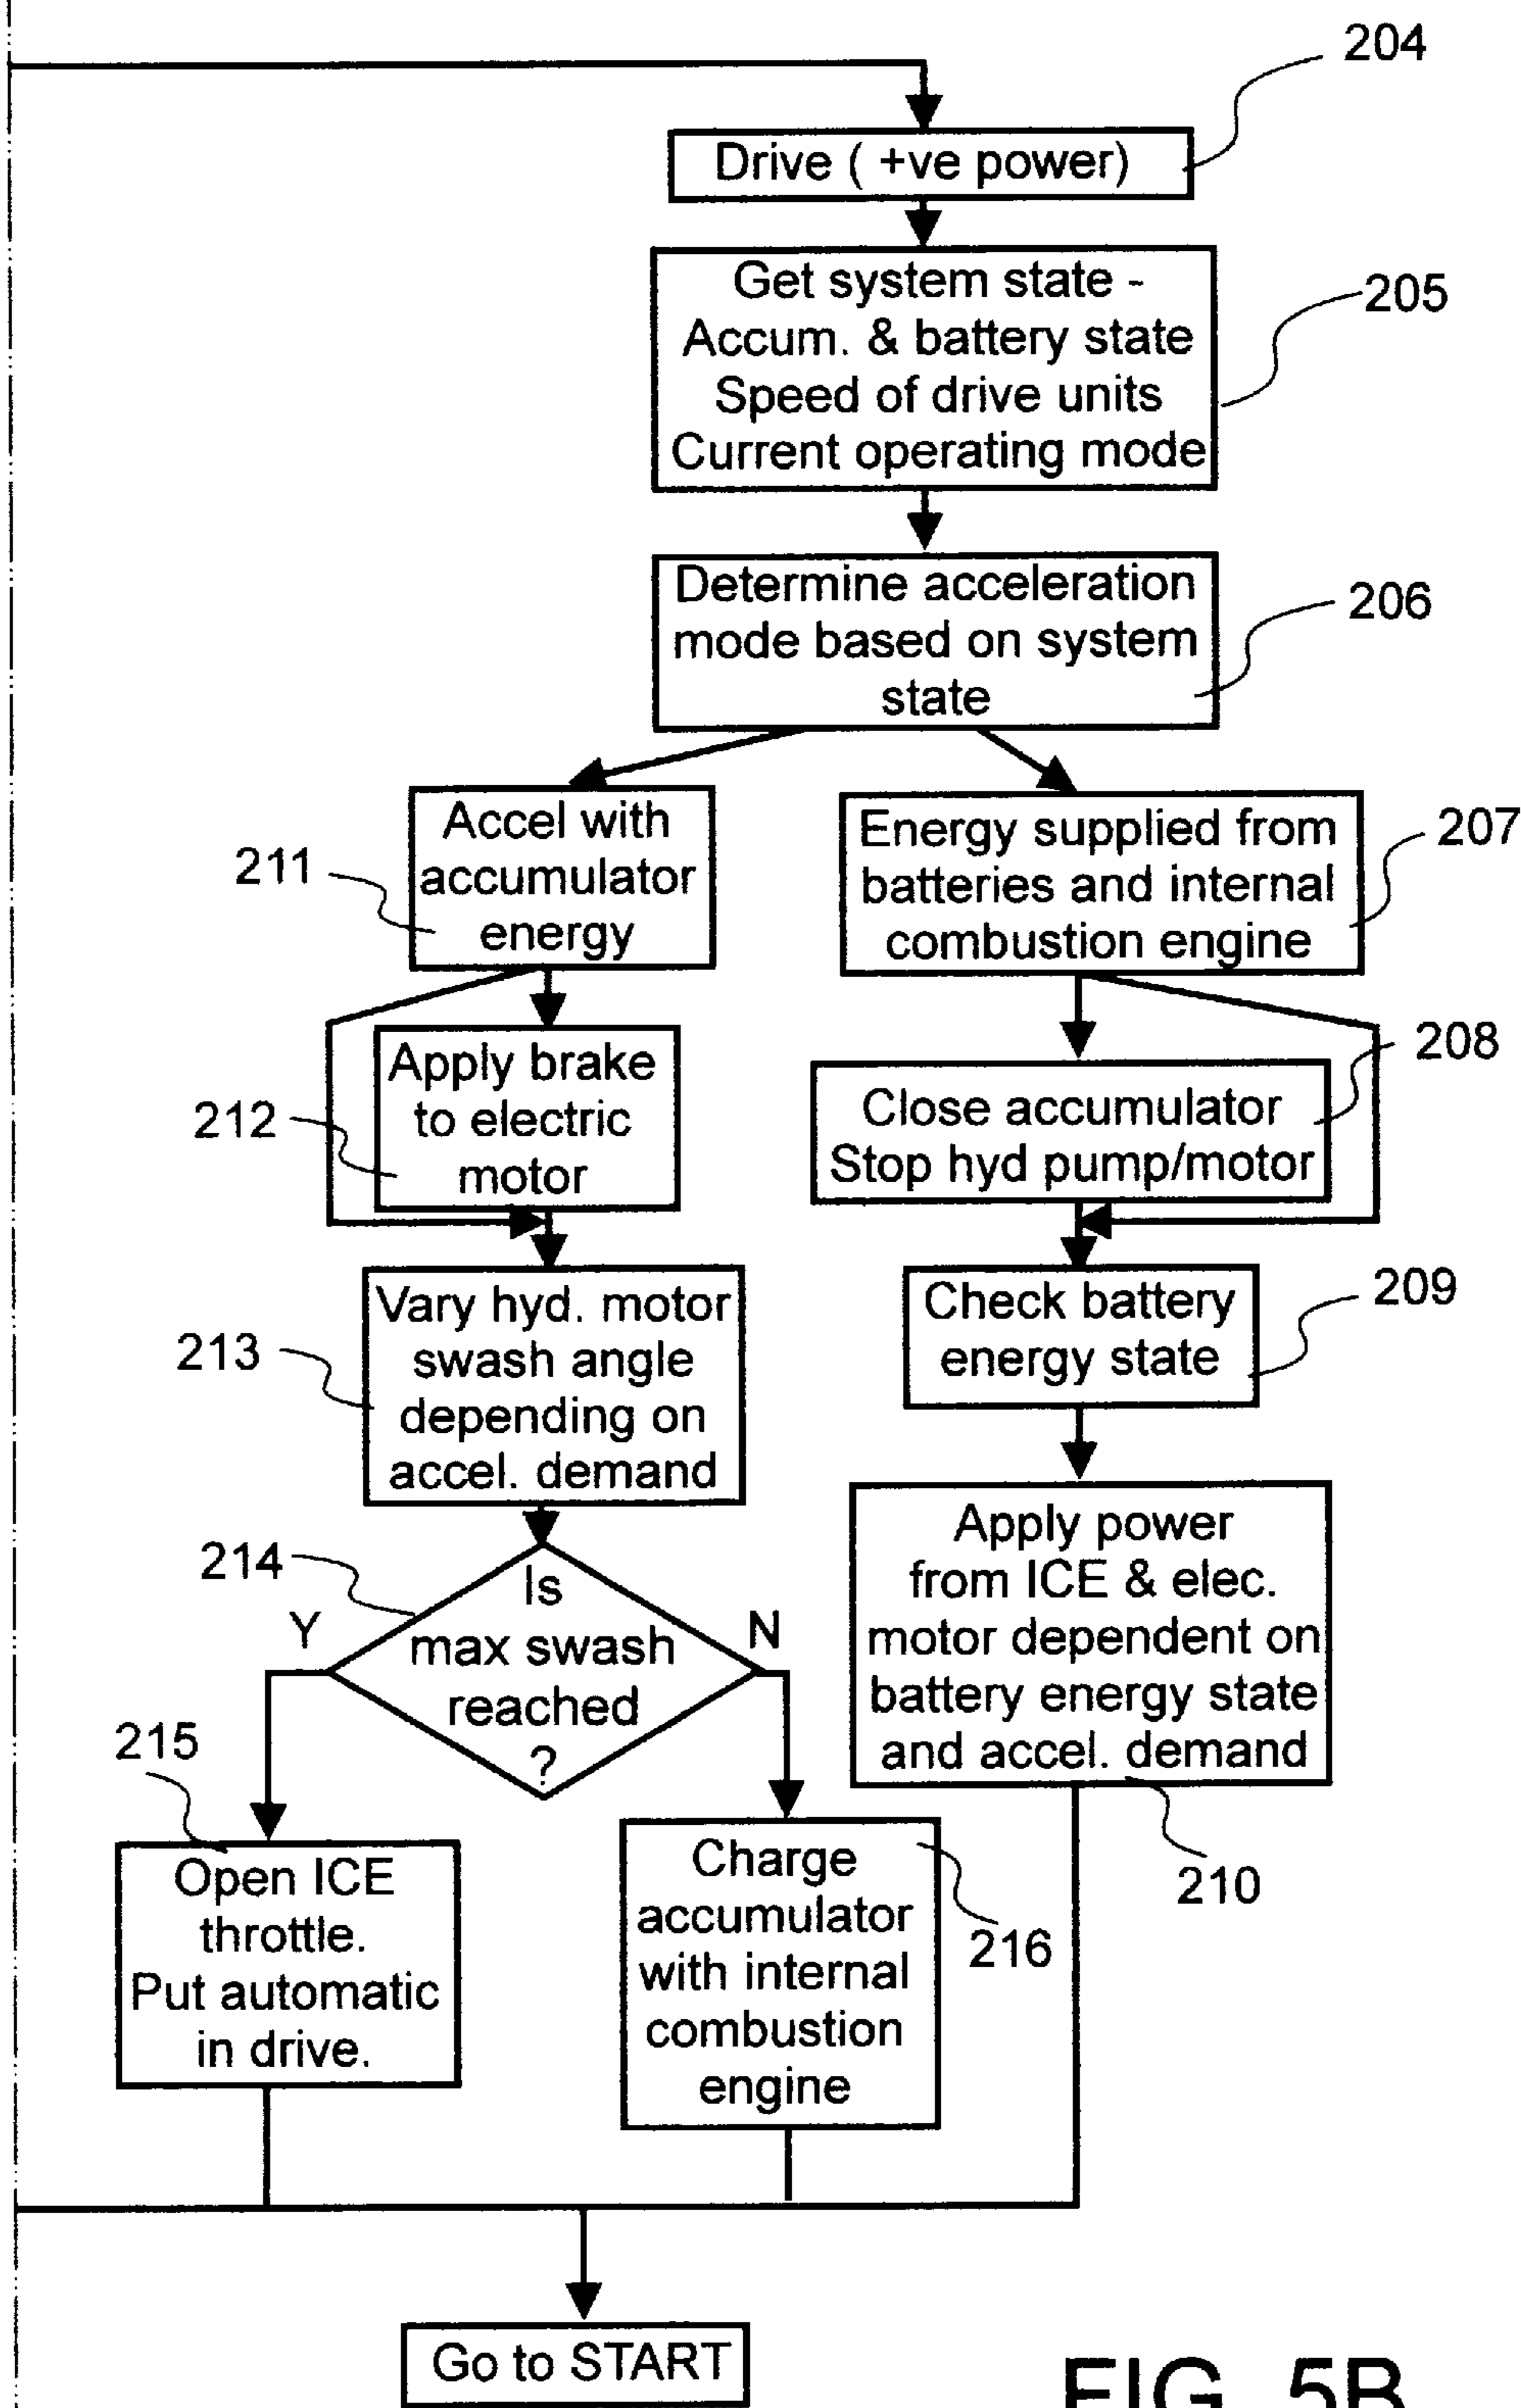 204
Drive ( +ve power)
Get system state -
Accum. & battery state
Speed of drive units
Current operating mode
205
Determine acceleration
mode based on system
state
206
Accel with
accumulator
energy
211
Energy supplied from
batteries and internal
combustion engine
207
Apply brake
to electric
motor
212
Close accumulator
Stop hyd pump/motor
208
Vary hyd. motor
swash angle
depending on
accel. demand
213
Check battery
energy state
209
214
Is
max swash
reached
?
Y
N
Apply power
from ICE & elec.
motor dependent on
battery energy state
and accel. demand
210
215
Open ICE
throttle.
Put automatic
in drive.
Charge
accumulator
with internal
combustion
engine
216
Go to START
FIG. 5B